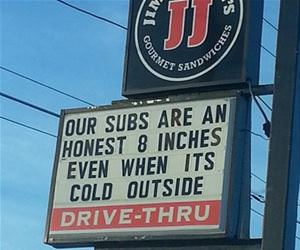 JJ
GOURMET SANDWICHES
OUR SUBS ARE AN
HONEST 8 INCHES
EVEN WHEN ITS
COLD OUTSIDE
DRIVE-THRU